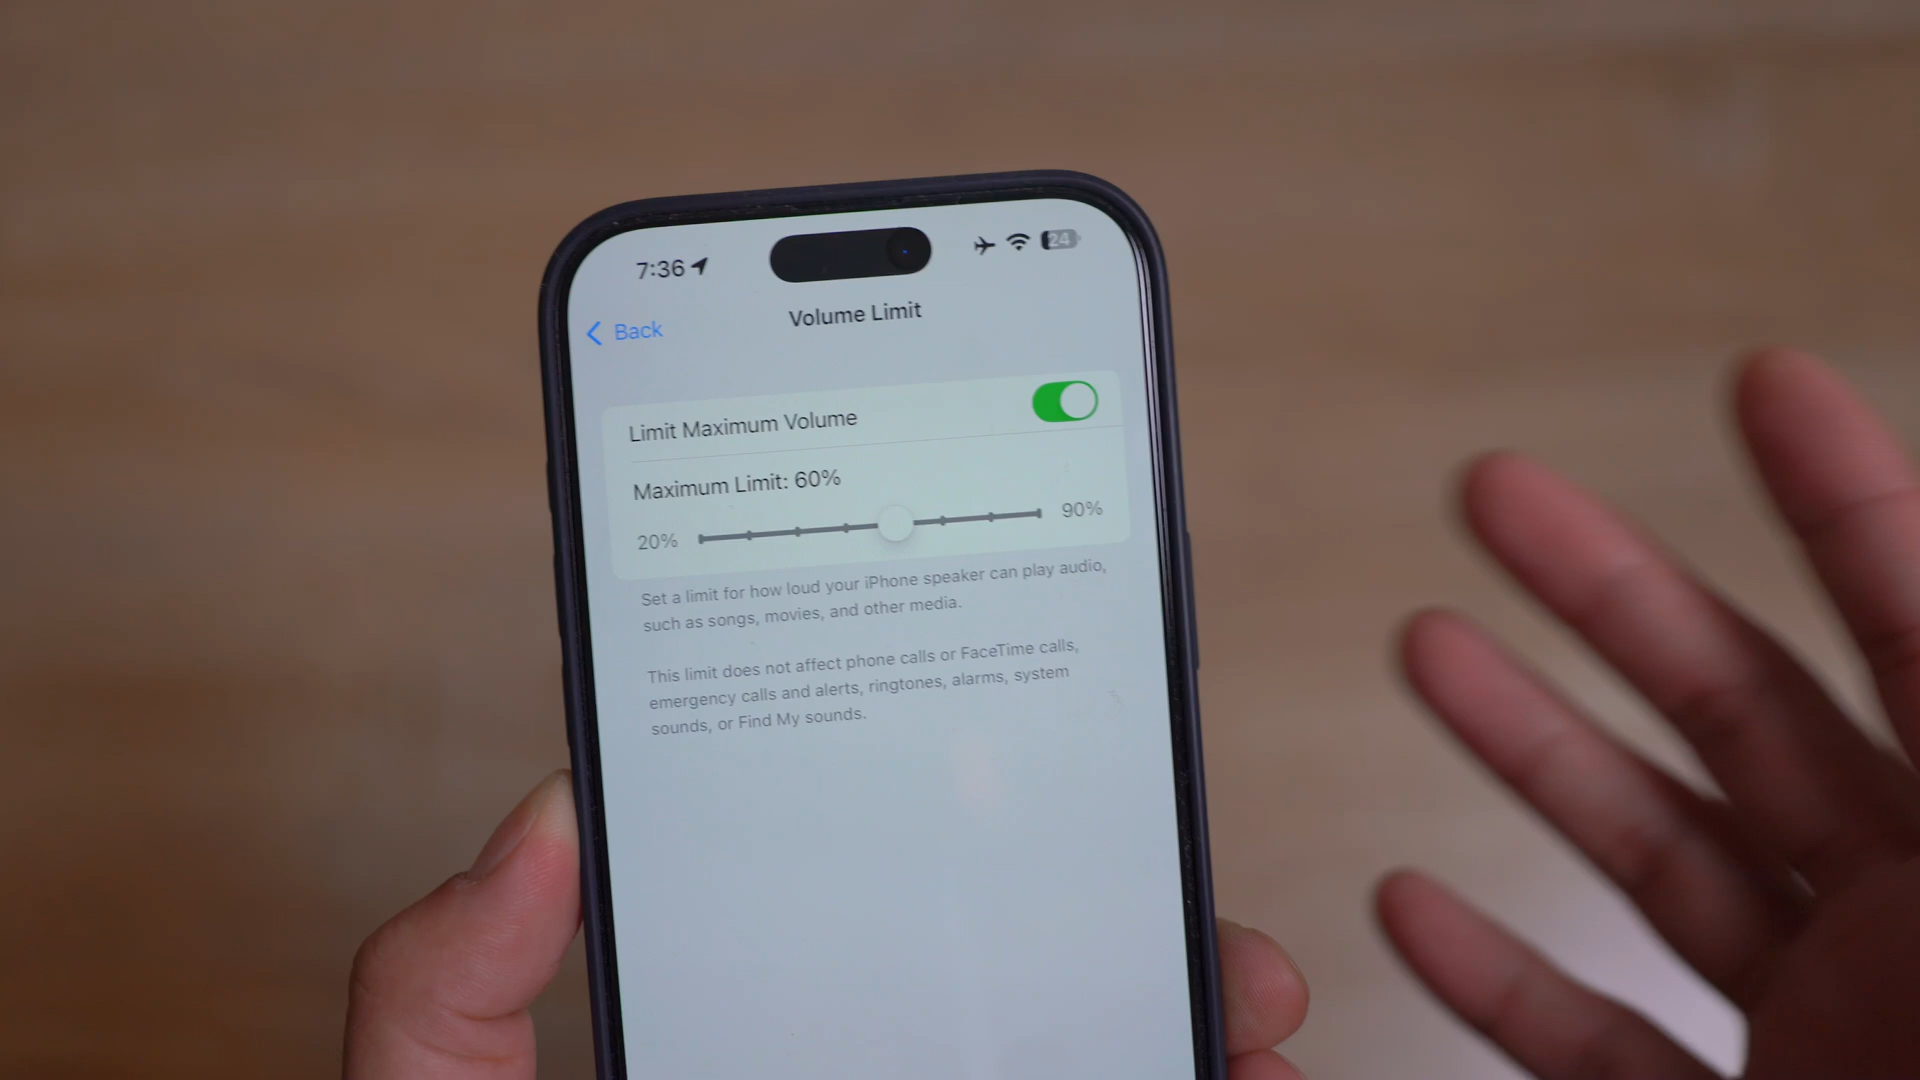 7:36
24
Back
Volume Limit
Limit Maximum Volume
Maximum Limit: 60%
20%
90%
Set a limit for how loud your iPhone speaker can play audio,
such as songs, movies, and other media.
This limit does not affect phone calls or FaceTime calls,
emergency calls and alerts, ringtones, alarms, system
sounds, or Find My sounds.